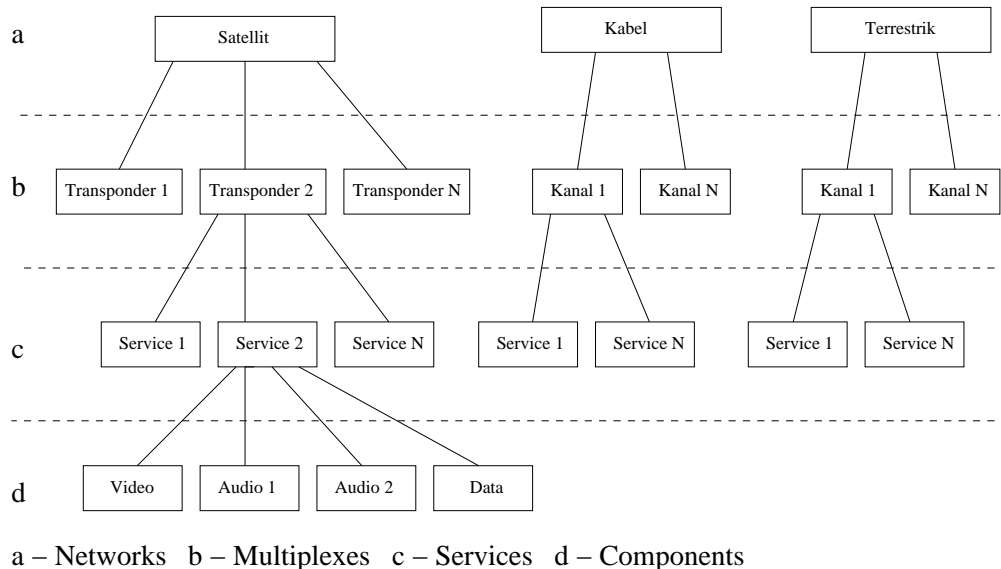 a Satellit Kabel Terrestrik
b Transponder 1 Transponder 2 Transponder N Kanal 1 Kanal N Kanal 1 Kanal N
c Service 1 Service 2 Service N Service 1 Service N Service 1 Service N
d Video Audio 1 Audio 2 Data
a – Networks b – Multiplexes c – Services d – Components